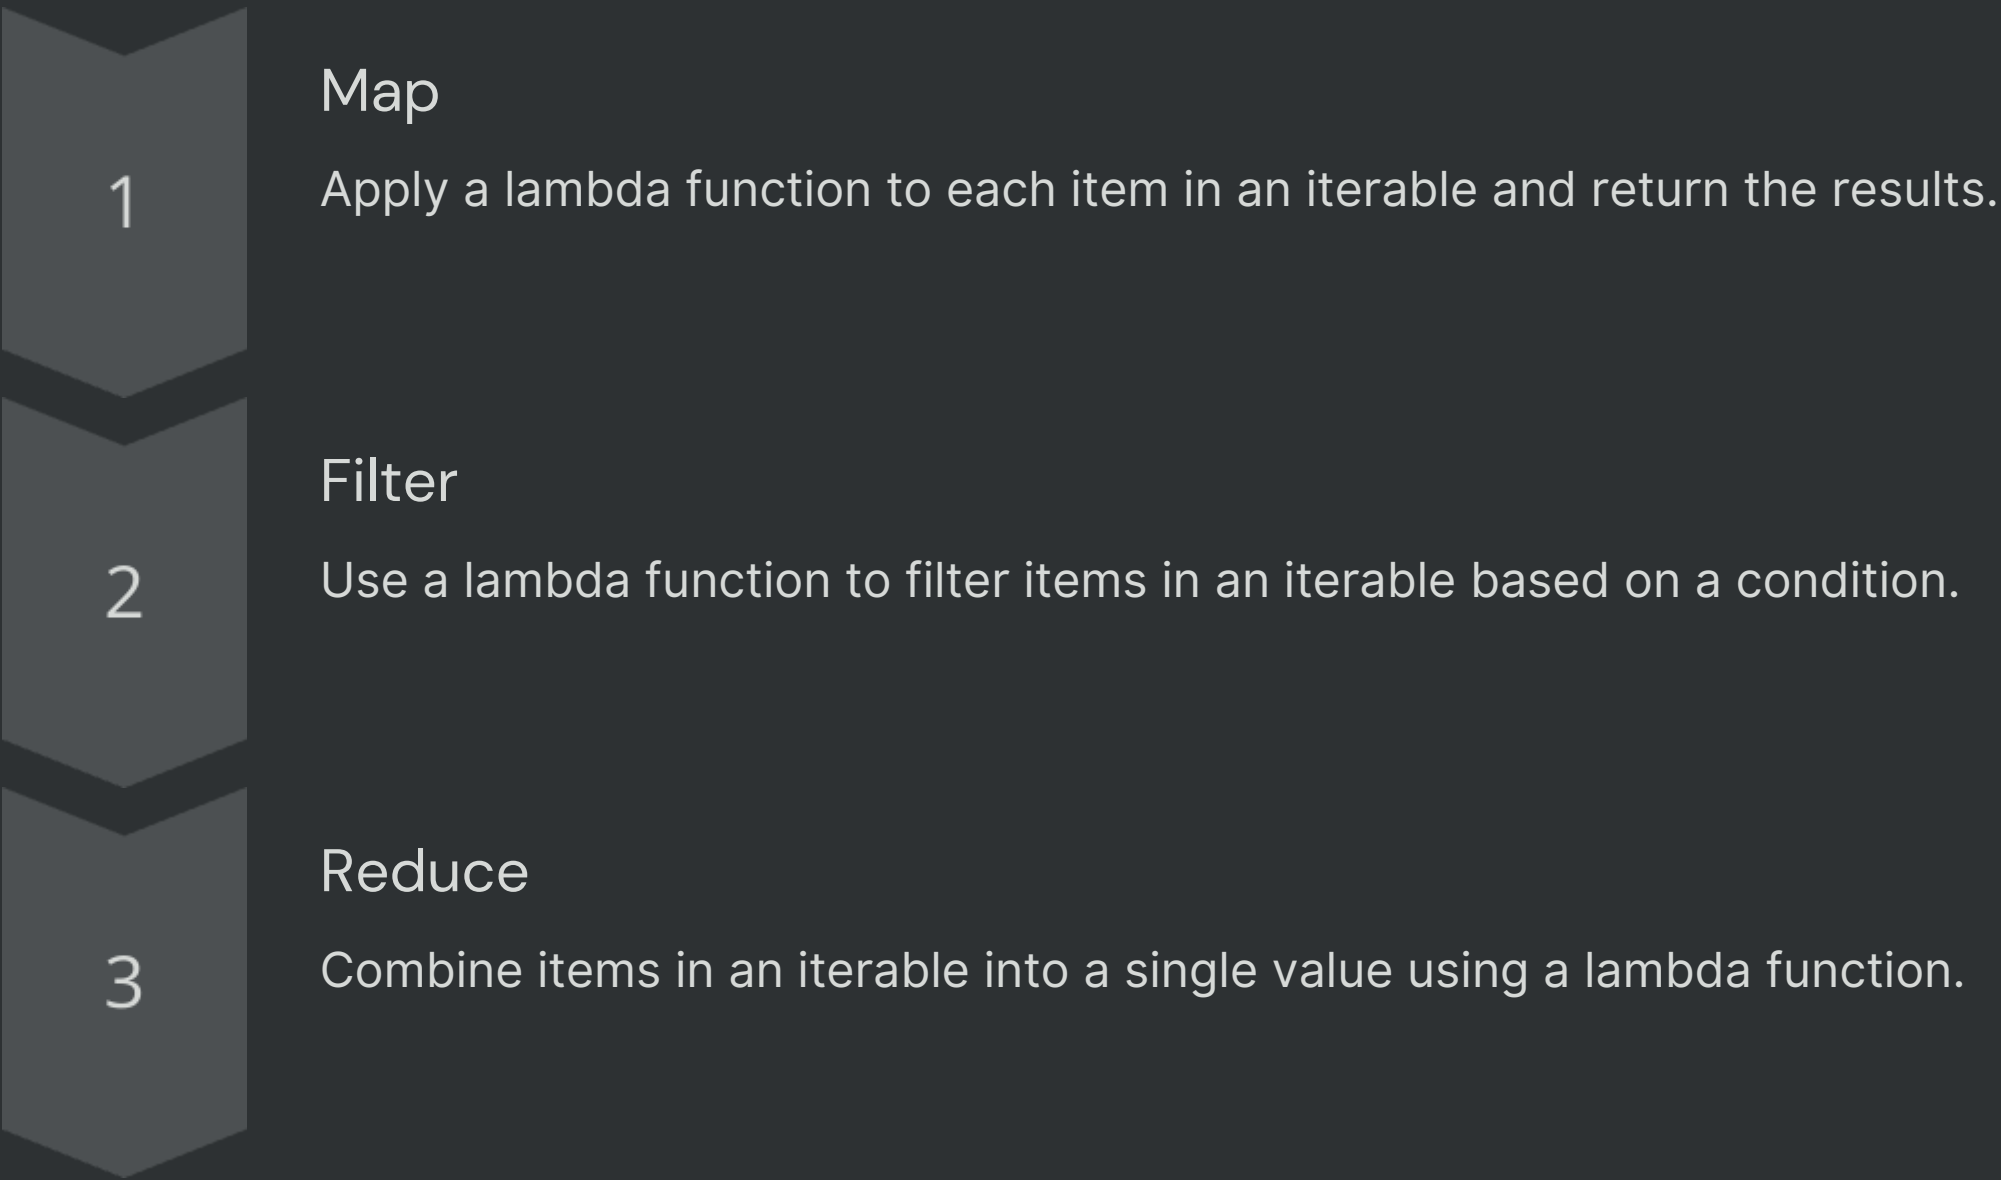 Map
1
Apply a lambda function to each item in an iterable and return the results.
Filter
2
Use a lambda function to filter items in an iterable based on a condition.
Reduce
3
Combine items in an iterable into a single value using a lambda function.